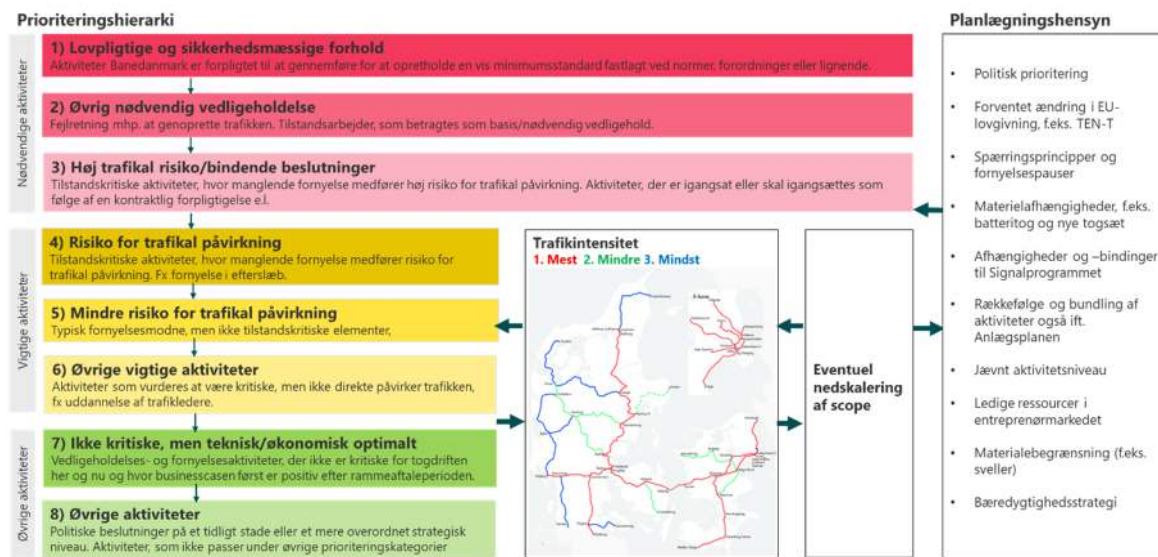 Prioriteringshierarki
Nødvendige aktiviteter
1) Lovpligtige og sikkerhedsmæssige forhold
Aktiviteter Banedanmark er forpligtet til at gennemføre for at opretholde en vis minimumsstandard fastlagt ved normer, forordninger eller lignende.
2) Øvrig nødvendig vedligeholdelse
Fejlretning mhp. at genoprette trafikken. Tilstandsarbejder, som betragtes som basis/nødvendig vedligehold.
3) Høj trafikal risiko/bindende beslutninger
Tilstandskritiske aktiviteter, hvor manglende fornyelse medfører høj risiko for trafikal påvirkning. Aktiviteter, der er igangsat eller skal igangsættes som
følge af en kontraktlig forpligtigelse e.l.
Vigtige aktiviteter
4) Risiko for trafikal påvirkning
Tilstandskritiske aktiviteter, hvor manglende fornyelse medfører risiko for
trafikal påvirkning. Fx fornyelse i efterslæb.
5) Mindre risiko for trafikal påvirkning
Typisk fornyelsesmodne, men ikke tilstandskritiske elementer,
6) Øvrige vigtige aktiviteter
Aktiviteter som vurderes at være kritiske, men ikke direkte påvirker trafikken,
fx uddannelse af trafikledere.
Øvrige aktiviteter
7) Ikke kritiske, men teknisk/økonomisk optimalt
Vedligeholdelses- og fornyelsesaktiviteter, der ikke er kritiske for togdriften
her og nu og hvor businesscasen først er positiv efter rammeaftaleperioden.
8) Øvrige aktiviteter
Politiske beslutninger på et tidligt stade eller et mere overordnet strategisk
niveau. Aktiviteter, som ikke passer under øvrige prioriteringskategorier
Trafikintensitet
1. Mest 2. Mindre 3. Mindst
Eventuel
nedskalering
af scope
Planlægningshensyn
• Politisk prioritering
• Forventet ændring i EU-
lovgivning, f.eks. TEN-T
• Spærringsprincipper og
fornyelsespauser
• Materielafhængigheder, f.eks.
batteritog og nye togsæt
• Afhængigheder og –bindinger
til Signalprogrammet
• Rækkefølge og bundling af
aktiviteter også ift.
Anlægsplanen
• Jævnt aktivitetsniveau
• Ledige ressourcer i
entreprenørmarkedet
• Materialebegrænsning (f.eks.
sveller)
• Bæredygtighedsstrategi